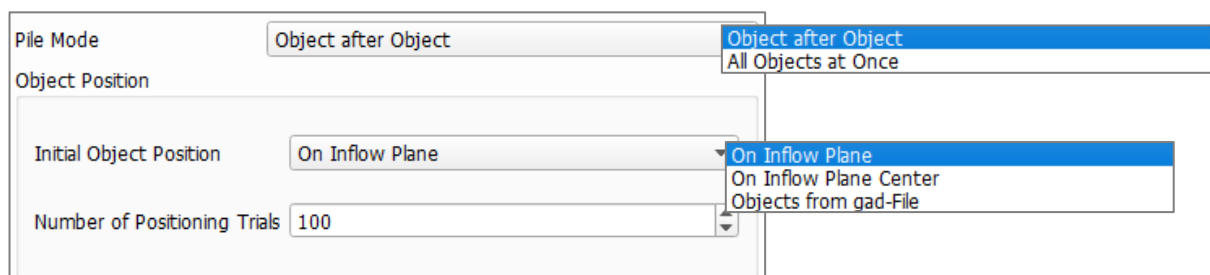 Pile Mode
Object after Object
Object after Object
All Objects at Once
Object Position
Initial Object Position
On Inflow Plane
On Inflow Plane
On Inflow Plane Center
Objects from gad-File
Number of Positioning Trials
100